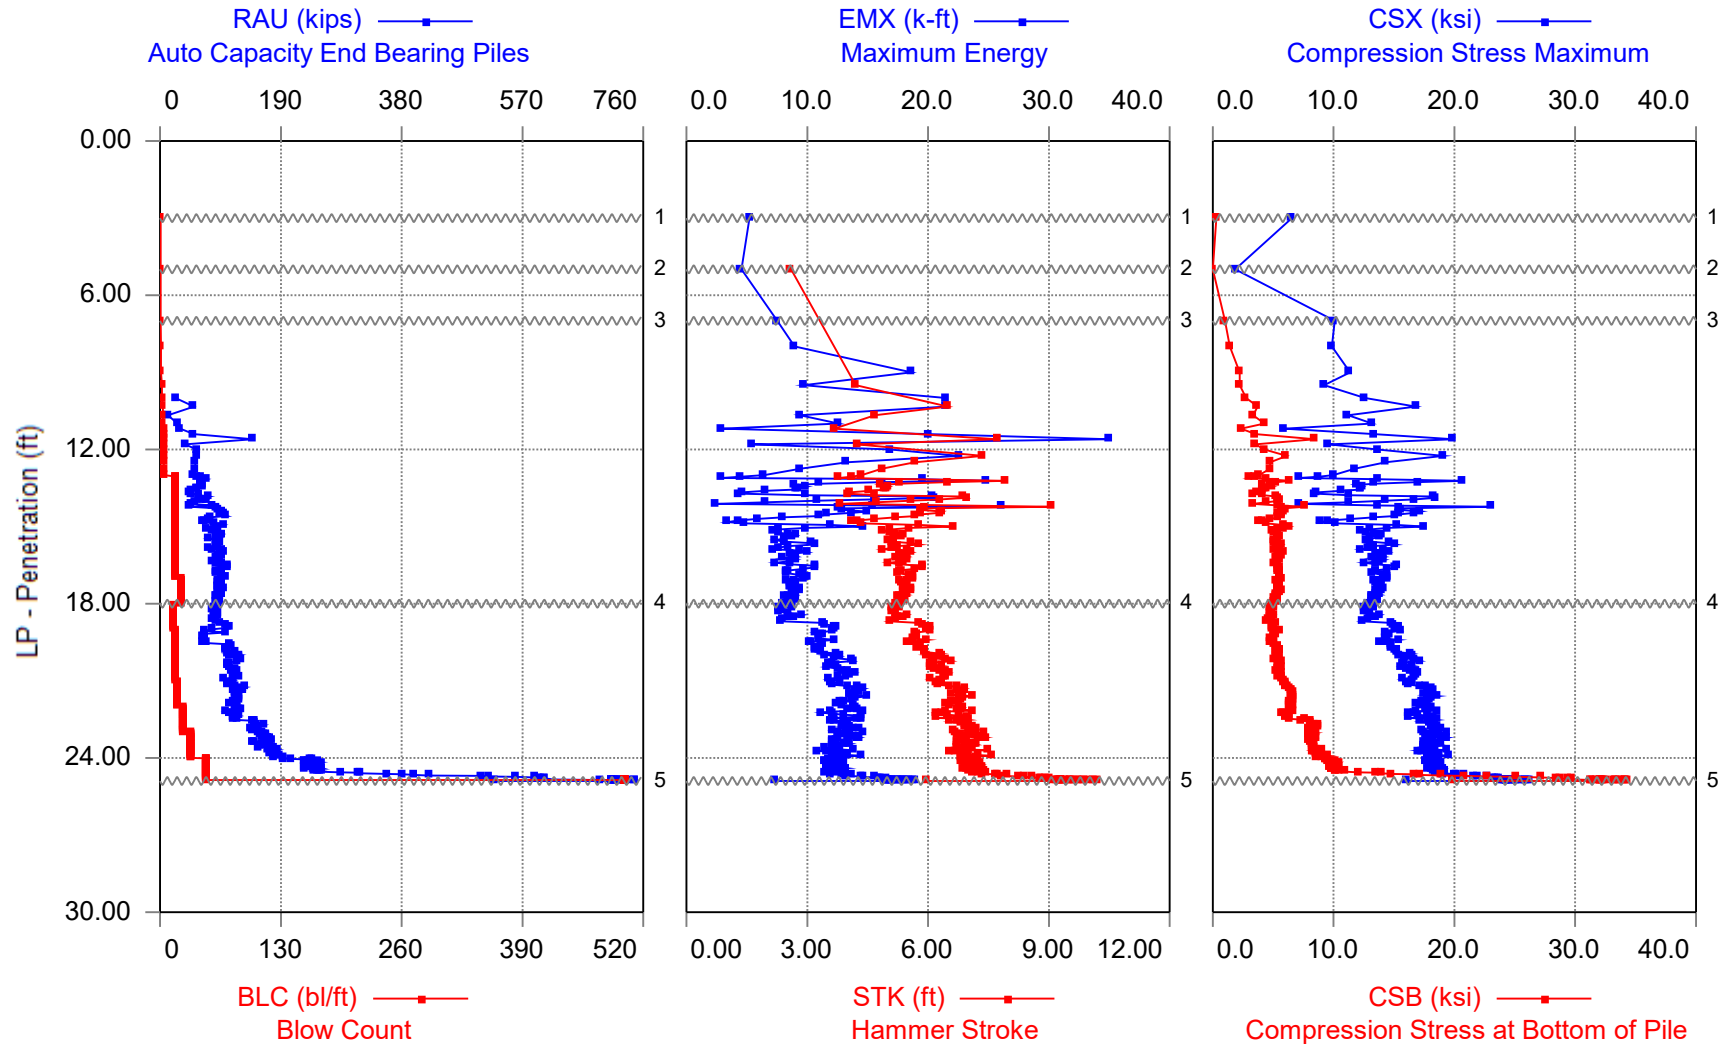 RAU (kips) EMX (k-ft) CSX (ksi)
Auto Capacity End Bearing Piles Maximum Energy Compression Stress Maximum
0 190 380 570 760 0.0 10.0 20.0 30.0 40.0 0.0 10.0 20.0 30.0 40.0
0.00
1 1 1
2 2 2
6.00
3 3 3
12.00
LP - Penetration (ft)
18.00 4 4 4
24.00
5 5 5
30.00
0 130 260 390 520 0.00 3.00 6.00 9.00 12.00 0.0 10.0 20.0 30.0 40.0
BLC (bl/ft) STK (ft) CSB (ksi)
Blow Count Hammer Stroke Compression Stress at Bottom of Pile